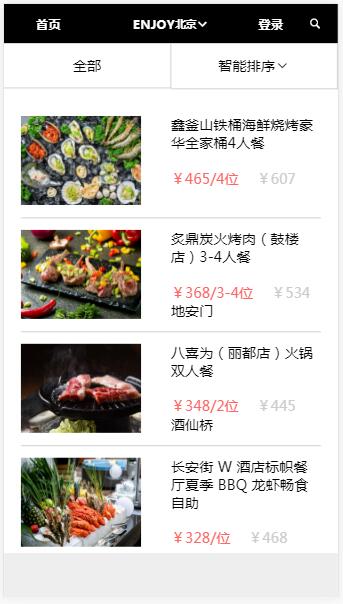 首页 ENJOY北京 登录
全部 智能排序
鑫釜山铁桶海鲜烧烤豪
华全家桶4人餐
￥465/4位 ￥607
炙鼎炭火烤肉（鼓楼
店）3-4人餐
￥368/3-4位 ￥534
地安门
八喜为（丽都店）火锅
双人餐
￥348/2位 ￥445
酒仙桥
长安街 W 酒店标帜餐
厅夏季 BBQ 龙虾畅食
自助
￥328/位 ￥468